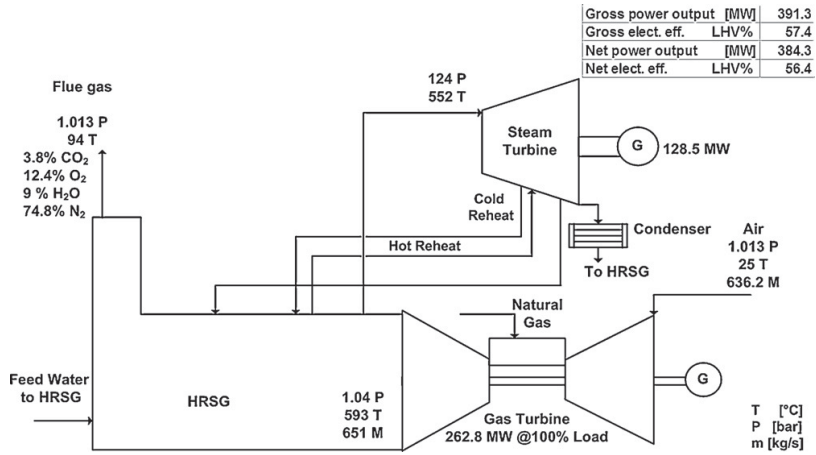 Gross power output [MW] 391.3
Gross elect. eff. LHV% 57.4
Net power output [MW] 384.3
Net elect. eff. LHV% 56.4
Flue gas
1.013 P
94 T
3.8% CO₂
12.4% O₂
9 % H₂O
74.8% N₂
124 P
552 T
Steam
Turbine
G
128.5 MW
Cold
Reheat
Hot Reheat
Condenser
To HRSG
Air
1.013 P
25 T
636.2 M
Natural
Gas
Feed Water
to HRSG
HRSG
1.04 P
593 T
651 M
Gas Turbine
262.8 MW @100% Load
G
T [°C]
P [bar]
m [kg/s]